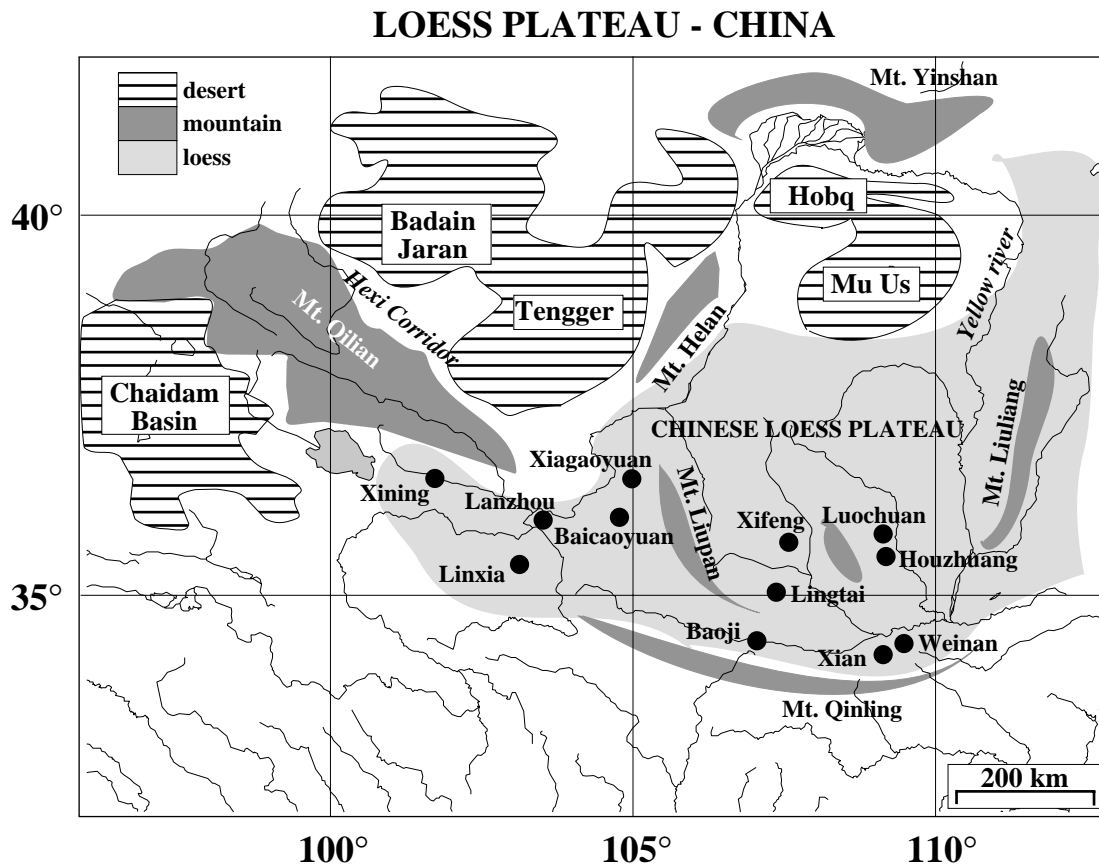 LOESS PLATEAU - CHINA
desert
mountain
loess
Mt. Yinshan
40°
Hobq
Badain
Jaran
Mu Us
Yellow river
Hexi Corridor
Tengger
Mt. Qilian
Mt. Helan
Chaidam
Basin
CHINESE LOESS PLATEAU
Mt. Liuliang
Xiagaoyuan
Xining
Lanzhou
Mt. Liupan
Xifeng
Luochuan
Baicaoyuan
Houzhuang
Linxia
35°
Lingtai
Baoji
Weinan
Xian
Mt. Qinling
200 km
100°
105°
110°